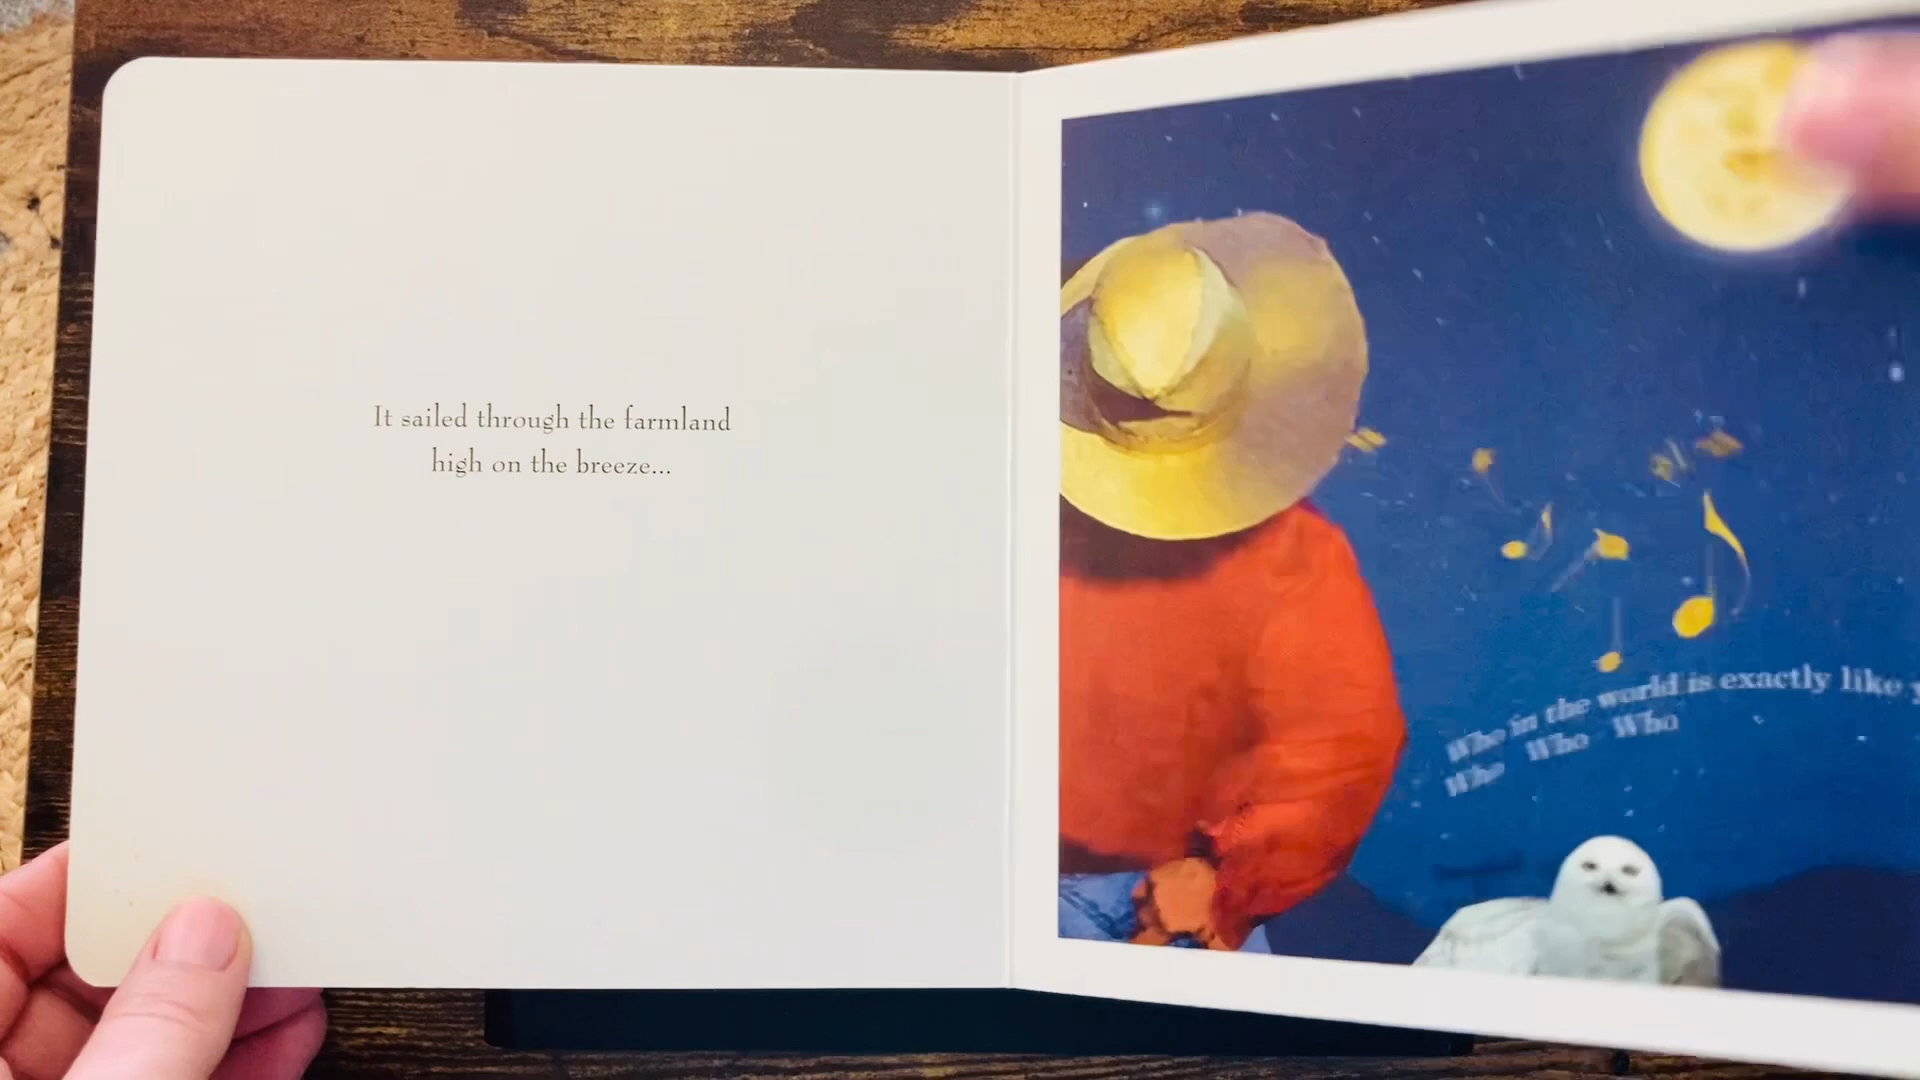 It sailed through the farmland
high on the breeze...
Who in the world is exactly like
Who Who Who